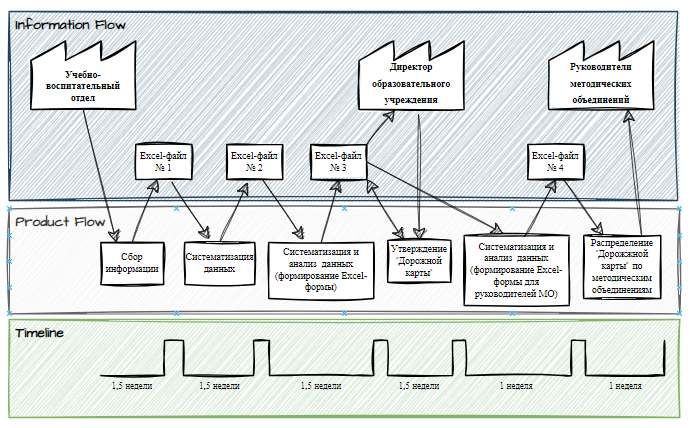 Information Flow
Учебно-
воспитательный
отдел
Директор
образовательного
учреждения
Руководители
методических
объединений
Excel-файл
№ 1
Excel-файл
№ 2
Excel-файл
№ 3
Excel-файл
№ 4
Product Flow
Сбор
информации
Систематизация
данных
Систематизация и
анализ данных
(формирование Excel-
формы)
Утверждение
"Дорожной
карты"
Систематизация и
анализ данных
(формирование Excel-
формы для
руководителей МО)
Распределение
"Дорожжной
карты" по
методическим
объединениям
Timeline
1,5 недели
1,5 недели
1,5 недели
1,5 недели
1 неделя
1 неделя